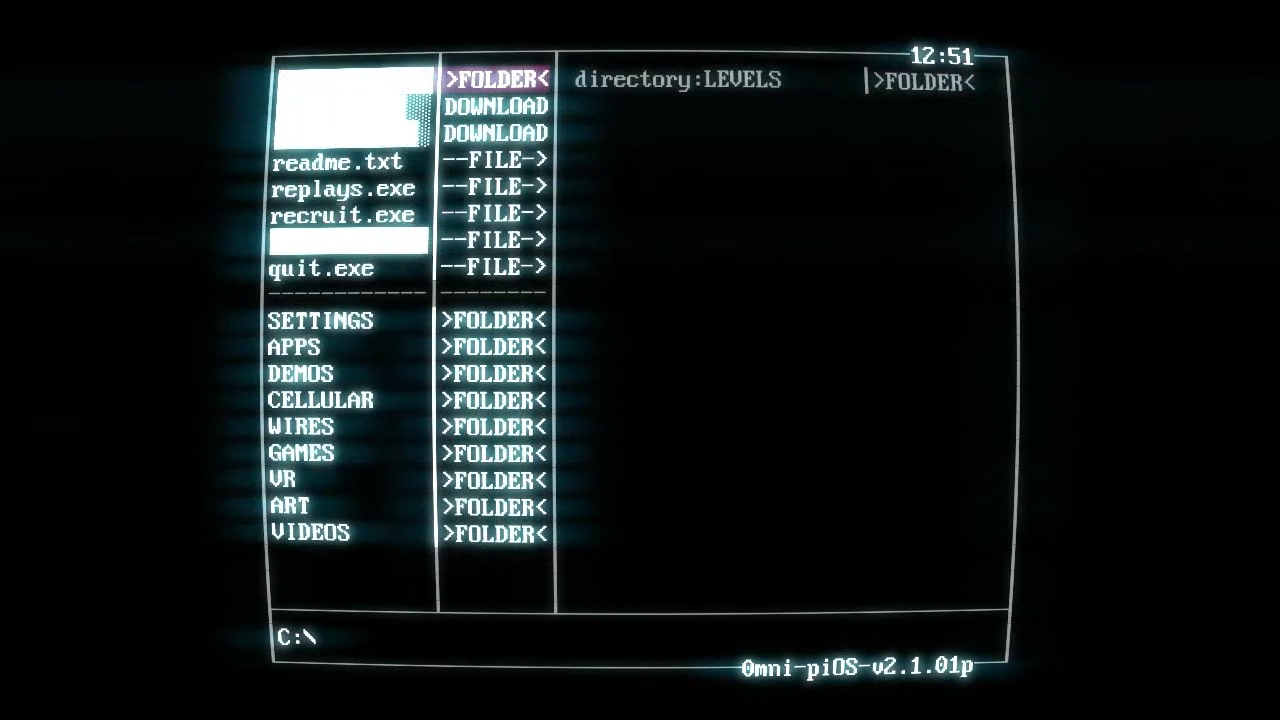 12:51
>FOLDER< directory:LEVELS |>FOLDER<
DOWNLOAD
DOWNLOAD
readme.txt --FILE->
replays.exe --FILE->
recruit.exe --FILE->
--FILE->
quit.exe --FILE->
------------ --------
SETTINGS >FOLDER<
APPS >FOLDER<
DEMOS >FOLDER<
CELLULAR >FOLDER<
WIRES >FOLDER<
GAMES >FOLDER<
VR >FOLDER<
ART >FOLDER<
VIDEOS >FOLDER<
C:\
Omni-piOS-v2.1.01p